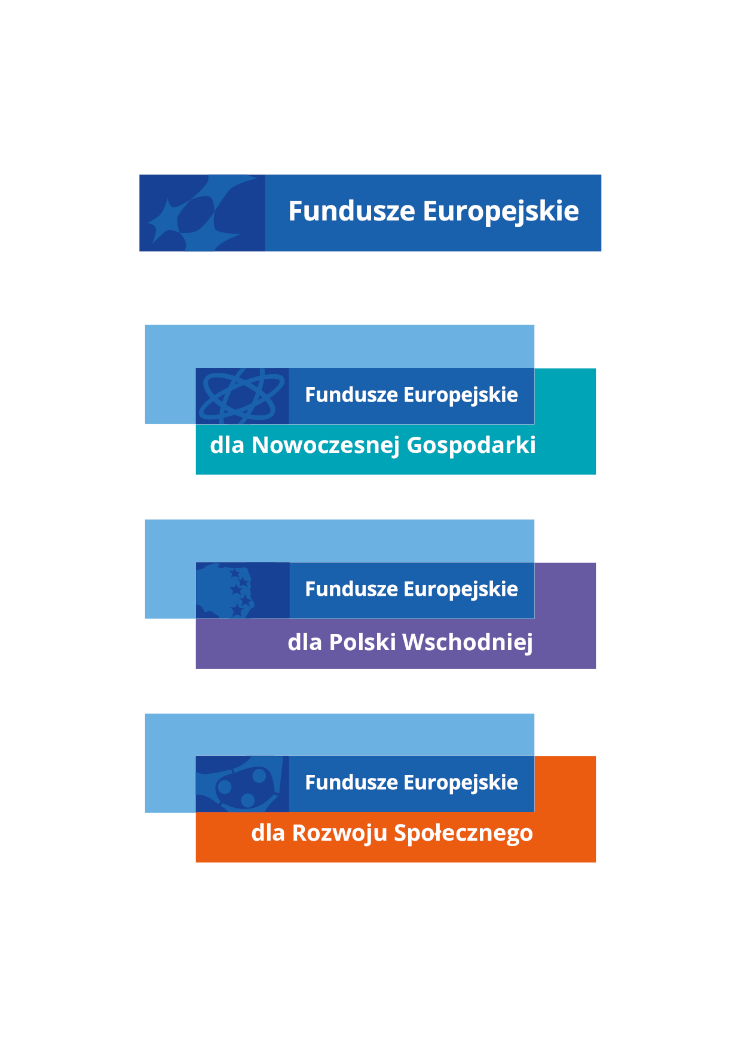 Fundusze Europejskie
Fundusze Europejskie
dla Nowoczesnej Gospodarki
Fundusze Europejskie
dla Polski Wschodniej
Fundusze Europejskie
dla Rozwoju Społecznego